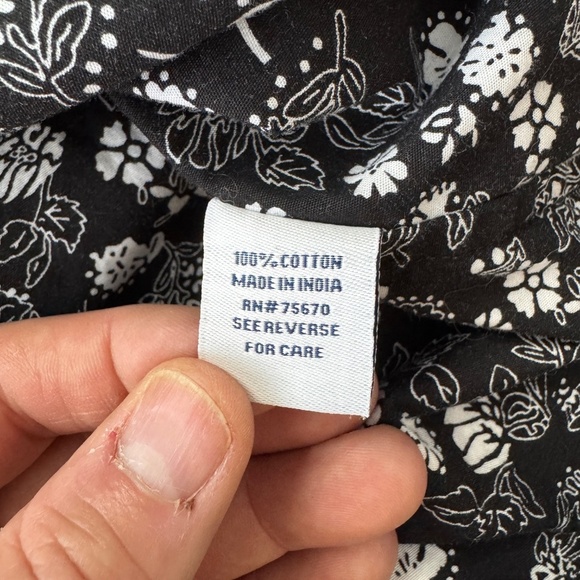 100% COTTON
MADE IN INDIA
RN# 75670
SEE REVERSE
FOR CARE